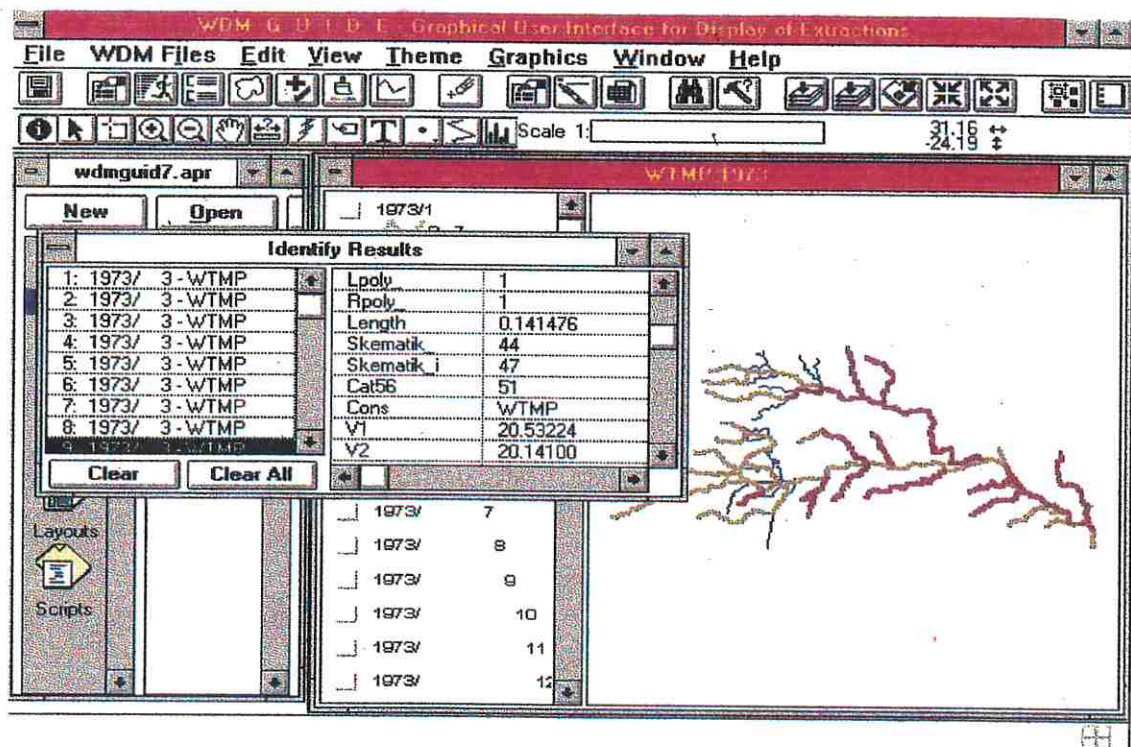 WDM G U I D E Graphical User Interface for Display of Extractions
File WDM Files Edit View Theme Graphics Window Help
Scale 1: 31.16
-24.19
wdmguid7.apr
WTMP 1973
New Open
1973/1
Identify Results
1: 1973/ 3 - WTMP
2: 1973/ 3 - WTMP
3: 1973/ 3 - WTMP
4: 1973/ 3 - WTMP
5: 1973/ 3 - WTMP
6: 1973/ 3 - WTMP
7: 1973/ 3 - WTMP
8: 1973/ 3 - WTMP
9: 1973/ 3 - WTMP
Lpoly_ 1
Rpoly_ 1
Length 0.141476
Skematik_ 44
Skematik_i 47
Cat56 51
Cons WTMP
V1 20.53224
V2 20.14100
Clear Clear All
Layouts
Scripts
1973/ 7
1973/ 8
1973/ 9
1973/ 10
1973/ 11
1973/ 12